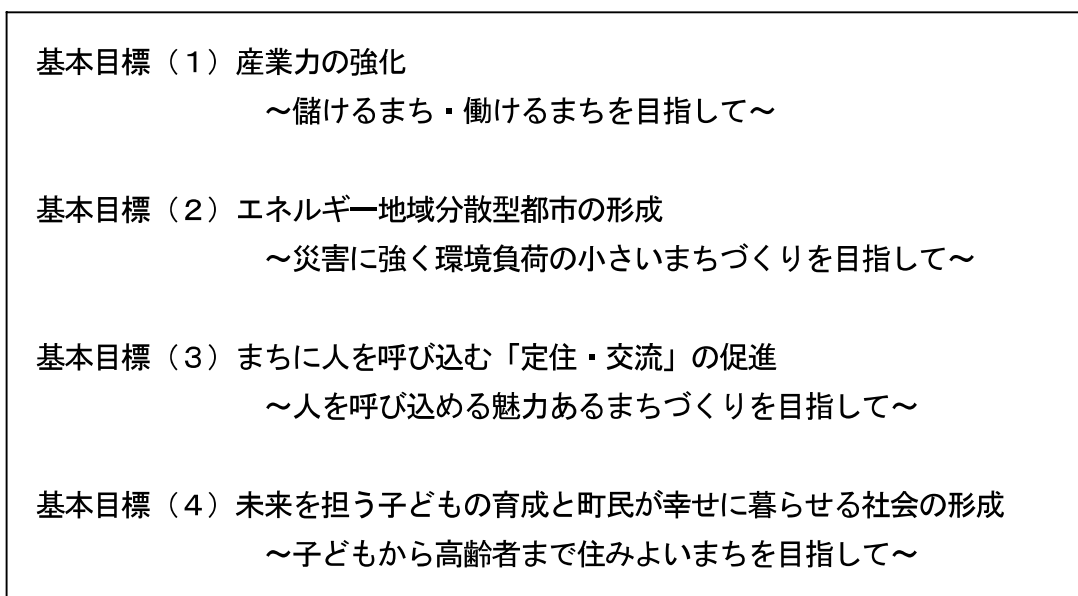 基本目標（１）産業力の強化
～儲けるまち・働けるまちを目指して～
基本目標（２）エネルギー地域分散型都市の形成
～災害に強く環境負荷の小さいまちづくりを目指して～
基本目標（３）まちに人を呼び込む「定住・交流」の促進
～人を呼び込める魅力あるまちづくりを目指して～
基本目標（４）未来を担う子どもの育成と町民が幸せに暮らせる社会の形成
～子どもから高齢者まで住みよいまちを目指して～